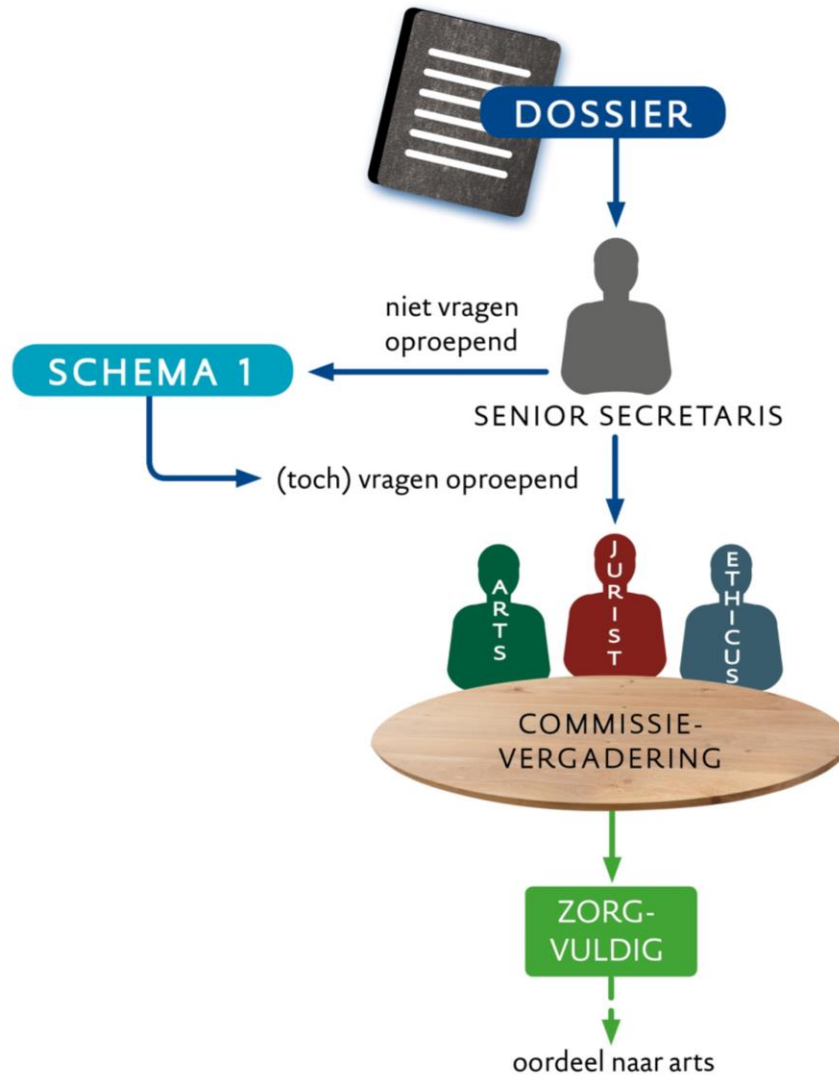 DOSSIER
niet vragen
oproepend
SCHEMA 1
SENIOR SECRETARIS
(toch) vragen oproepend
ARTS
JURIST
ETHICUS
COMMISSIE-
VERGADERING
ZORG-
VULDIG
oordeel naar arts